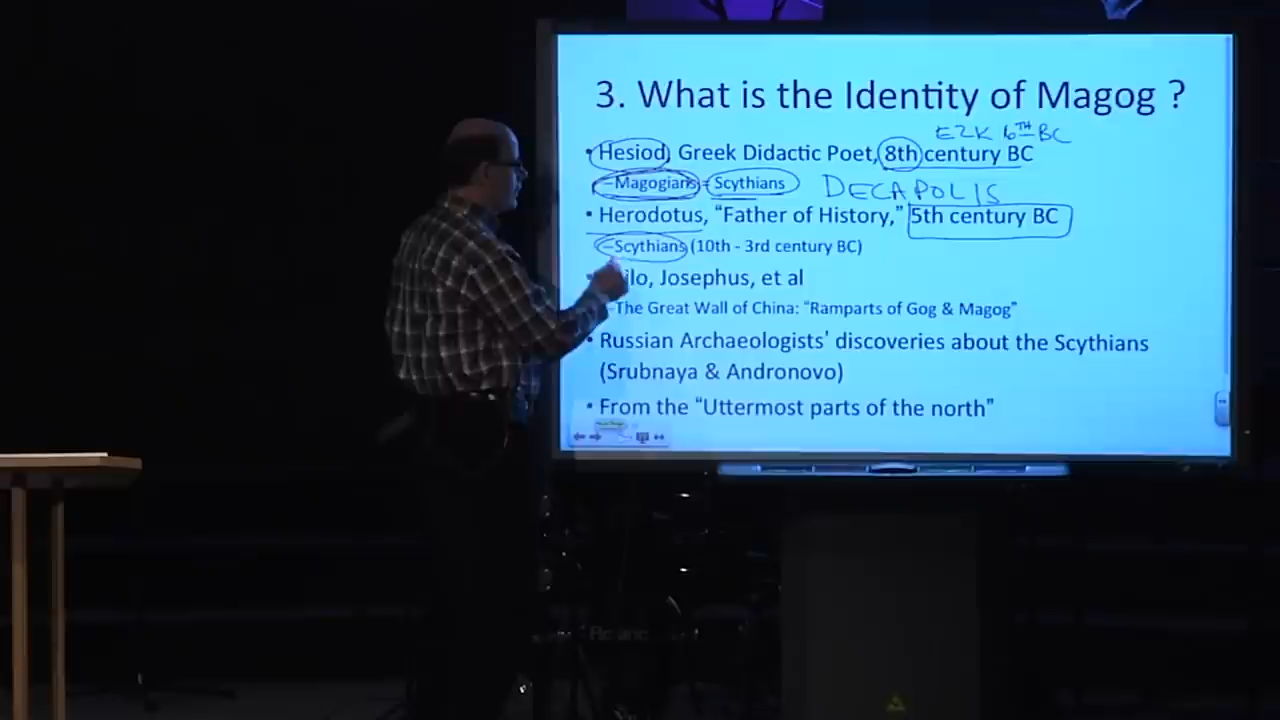 3. What is the Identity of Magog ?
EZK 6TH BC
• Hesiod, Greek Didactic Poet, 8th century BC
–Magogians = Scythians DECAPOLIS
• Herodotus, “Father of History,” 5th century BC
–Scythians (10th - 3rd century BC)
Josephus, et al
–The Great Wall of China: “Ramparts of Gog & Magog”
• Russian Archaeologists’ discoveries about the Scythians
(Srubnaya & Andronovo)
• From the “Uttermost parts of the north”
Roland